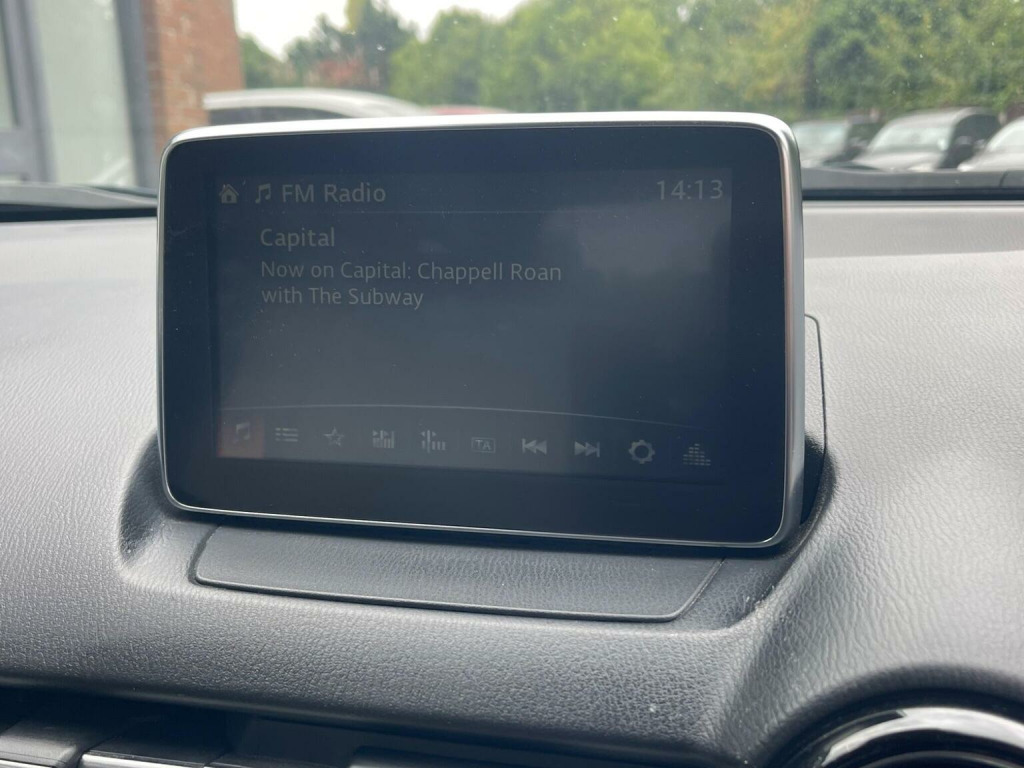 FM Radio 14:13
Capital
Now on Capital: Chappell Roan
with The Subway
TA